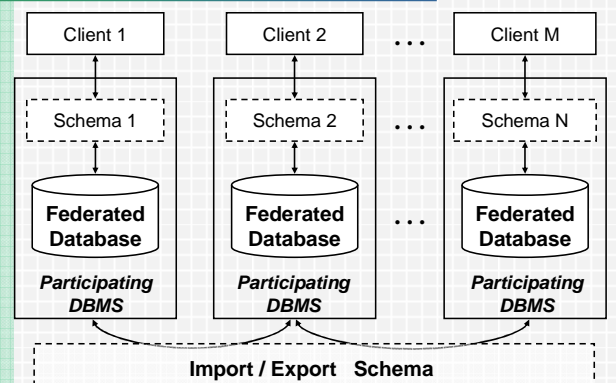 Client 1
Client 2
...
Client M
Schema 1
Schema 2
...
Schema N
Federated
Database
Federated
Database
...
Federated
Database
Participating
DBMS
Participating
DBMS
Participating
DBMS
Import / Export Schema